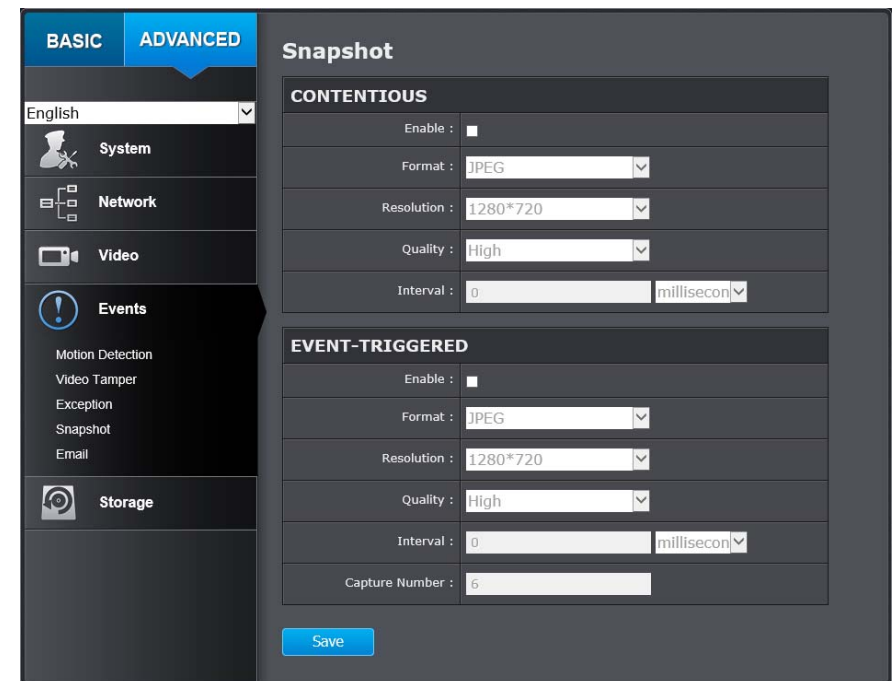 BASIC
ADVANCED
English
System
Network
Video
Events
Motion Detection
Video Tamper
Exception
Snapshot
Email
Storage
Snapshot
CONTENTIOUS
Enable :
Format : JPEG
Resolution : 1280*720
Quality : High
Interval : 0 millisecon
EVENT-TRIGGERED
Enable :
Format : JPEG
Resolution : 1280*720
Quality : High
Interval : 0 millisecon
Capture Number : 6
Save